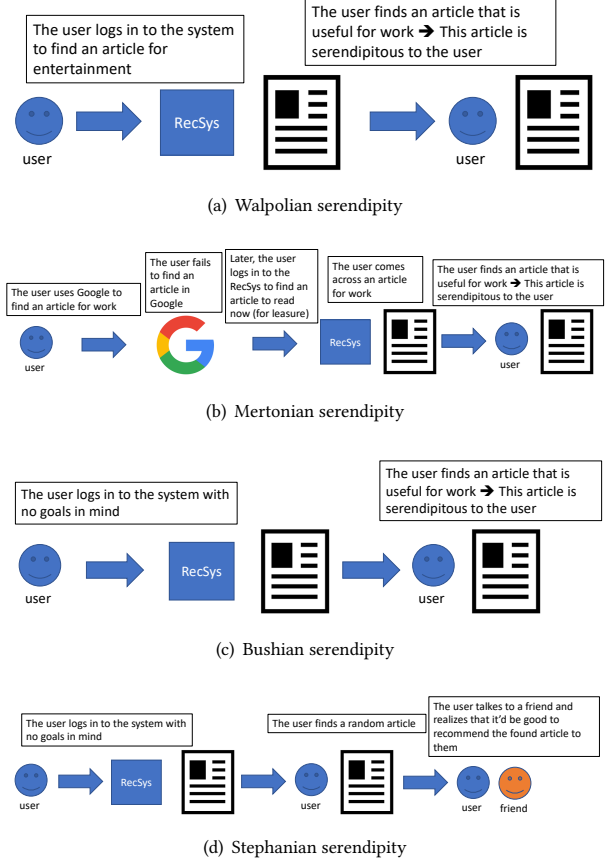 The user logs in to the system
to find an article for
entertainment
The user finds an article that is
useful for work ➔ This article is
serendipitous to the user
RecSys
user
user
(a) Walpolian serendipity
The user uses Google to
find an article for work
The user fails
to find an
article in
Google
Later, the user
logs in to the
RecSys to find an
article to read
now (for leasure)
The user comes
across an article
for work
The user finds an article that is
useful for work ➔ This article is
serendipitous to the user
RecSys
user
user
(b) Mertonian serendipity
The user logs in to the system with
no goals in mind
The user finds an article that is
useful for work ➔ This article is
serendipitous to the user
RecSys
user
user
(c) Bushian serendipity
The user logs in to the system with
no goals in mind
The user finds a random article
The user talkes to a friend and
realizes that it'd be good to
recommend the found article to
them
RecSys
user
user
user
friend
(d) Stephanian serendipity